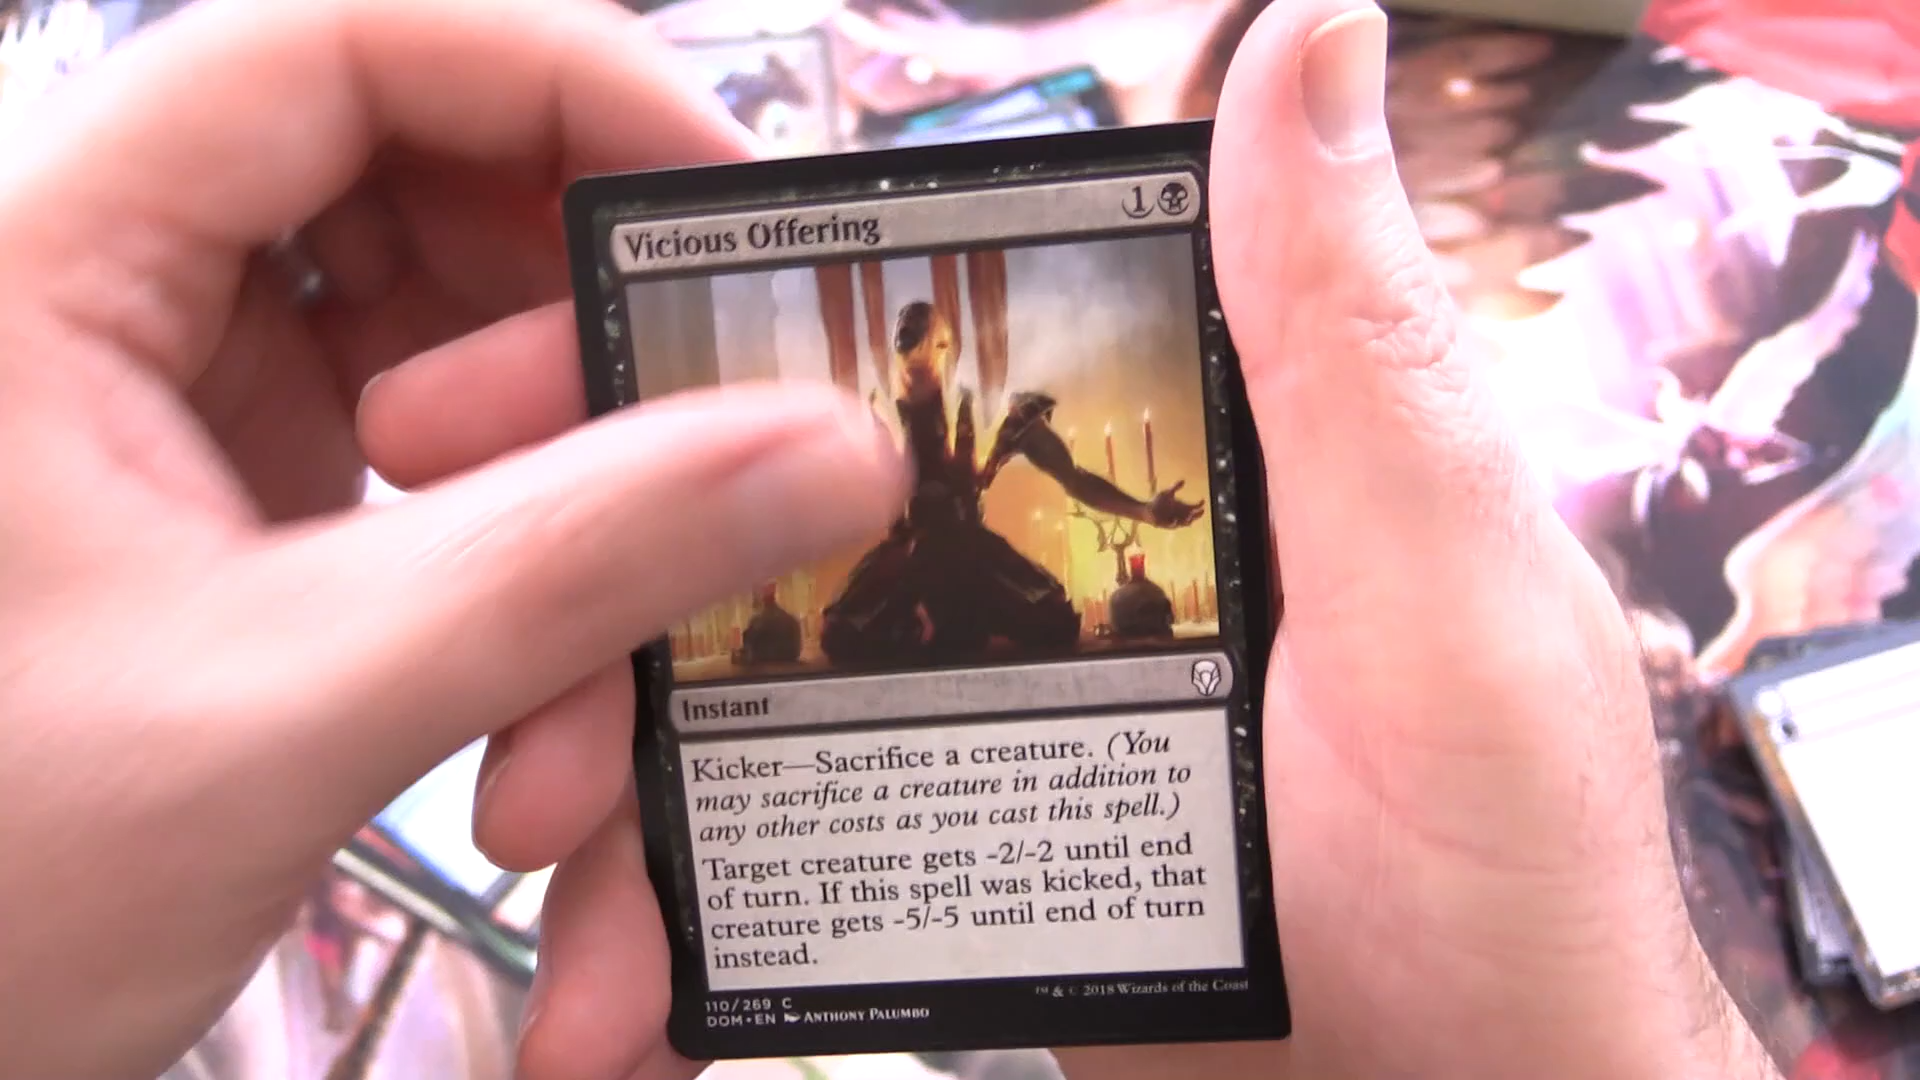 Vicious Offering 1
Instant
Kicker—Sacrifice a creature. (You
may sacrifice a creature in addition to
any other costs as you cast this spell.)
Target creature gets -2/-2 until end
of turn. If this spell was kicked, that
creature gets -5/-5 until end of turn
instead.
110/269 C
DOM • EN ANTHONY PALUMBO
™ & © 2018 Wizards of the Coast